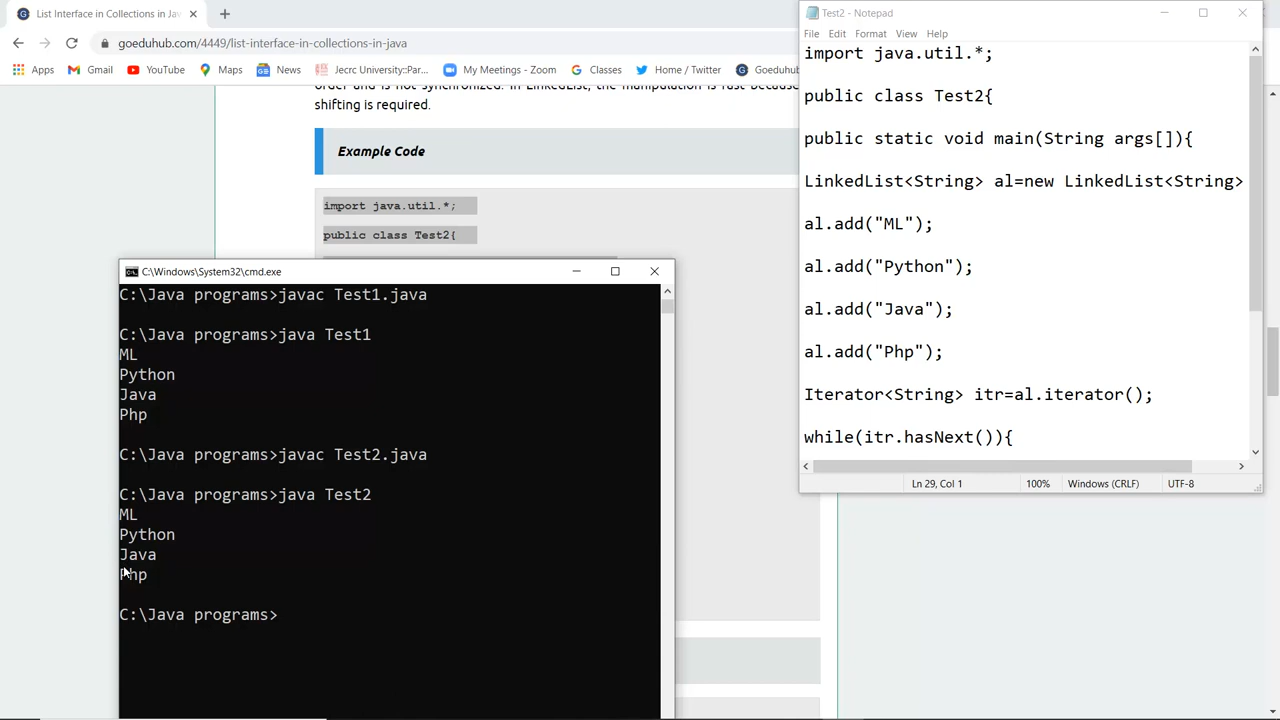 List Interface in Collections in Jav
goeduhub.com/4449/list-interface-in-collections-in-java
Apps Gmail YouTube Maps News Jecrc University::Par... My Meetings - Zoom Classes Home / Twitter Goeduhub
order and is not synchronized. In LinkedList, the manipulation is fast because
shifting is required.
Example Code
import java.util.*;
public class Test2{
C:\Windows\System32\cmd.exe
C:\Java programs>javac Test1.java
C:\Java programs>java Test1
ML
Python
Java
Php
C:\Java programs>javac Test2.java
C:\Java programs>java Test2
ML
Python
Java
Php
C:\Java programs>
Test2 - Notepad
File Edit Format View Help
import java.util.*;
public class Test2{
public static void main(String args[]){
LinkedList<String> al=new LinkedList<String>
al.add("ML");
al.add("Python");
al.add("Java");
al.add("Php");
Iterator<String> itr=al.iterator();
while(itr.hasNext()){
Ln 29, Col 1 100% Windows (CRLF) UTF-8